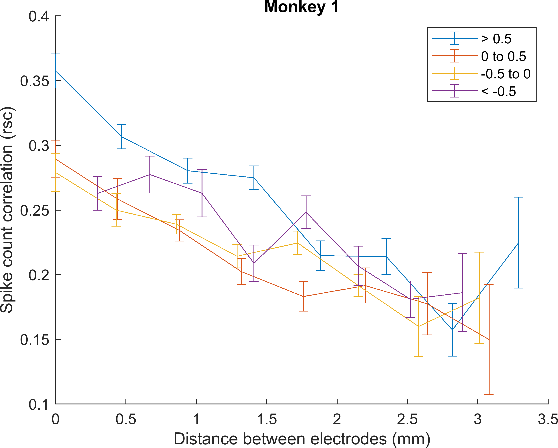 Monkey 1
Spike count correlation (rsc)
0.4
0.35
0.3
0.25
0.2
0.15
0.1
> 0.5
0 to 0.5
-0.5 to 0
< -0.5
0 0.5 1 1.5 2 2.5 3 3.5
Distance between electrodes (mm)